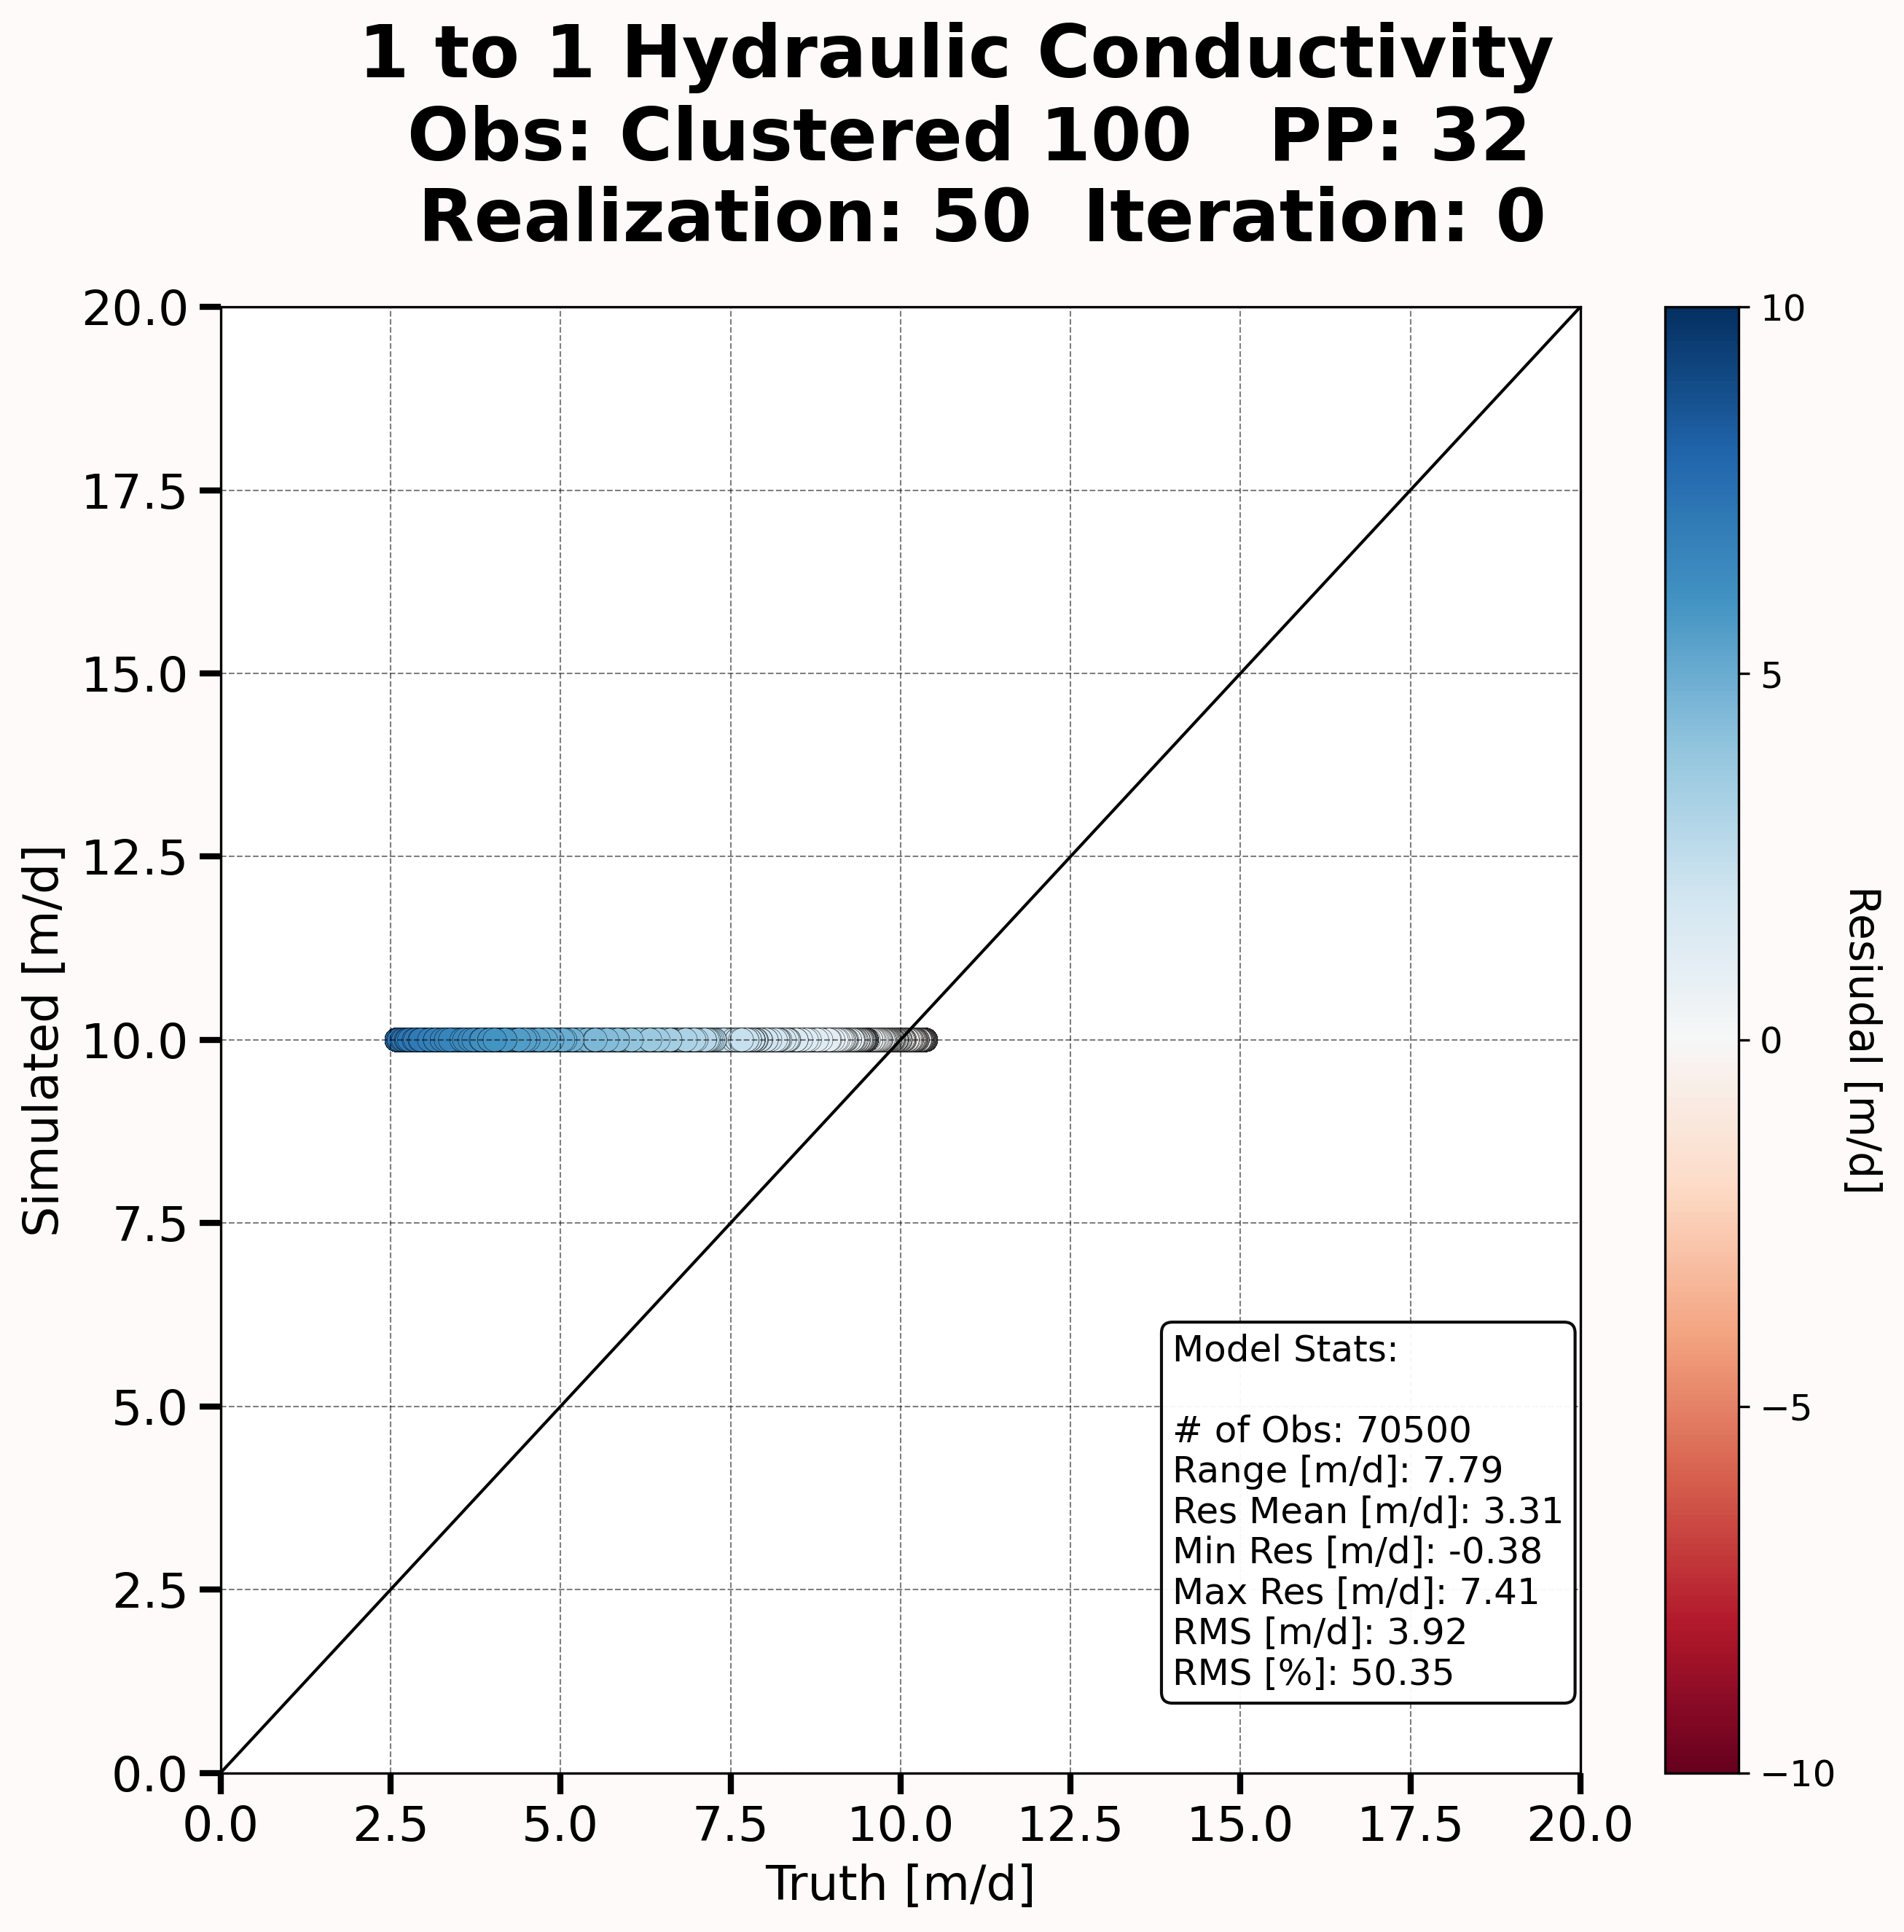 1 to 1 Hydraulic Conductivity
Obs: Clustered 100   PP: 32
Realization: 50  Iteration: 0
20.0
17.5
15.0
12.5
10.0
7.5
5.0
2.5
0.0
Simulated [m/d]
0.0 2.5 5.0 7.5 10.0 12.5 15.0 17.5 20.0
Truth [m/d]
Model Stats:
# of Obs: 70500
Range [m/d]: 7.79
Res Mean [m/d]: 3.31
Min Res [m/d]: -0.38
Max Res [m/d]: 7.41
RMS [m/d]: 3.92
RMS [%]: 50.35
10
5
0
−5
−10
Resiudal [m/d]